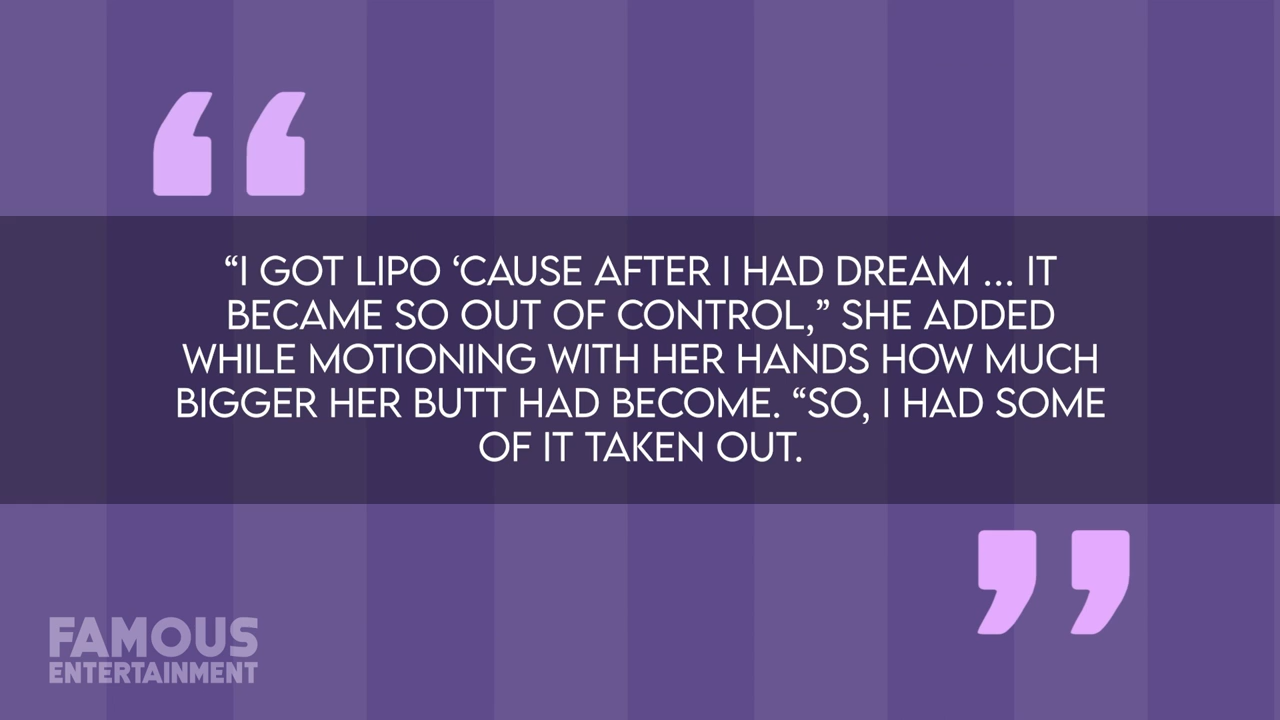 “I GOT LIPO ‘CAUSE AFTER I HAD DREAM ... IT
BECAME SO OUT OF CONTROL,” SHE ADDED
WHILE MOTIONING WITH HER HANDS HOW MUCH
BIGGER HER BUTT HAD BECOME. “SO, I HAD SOME
OF IT TAKEN OUT.
FAMOUS
ENTERTAINMENT